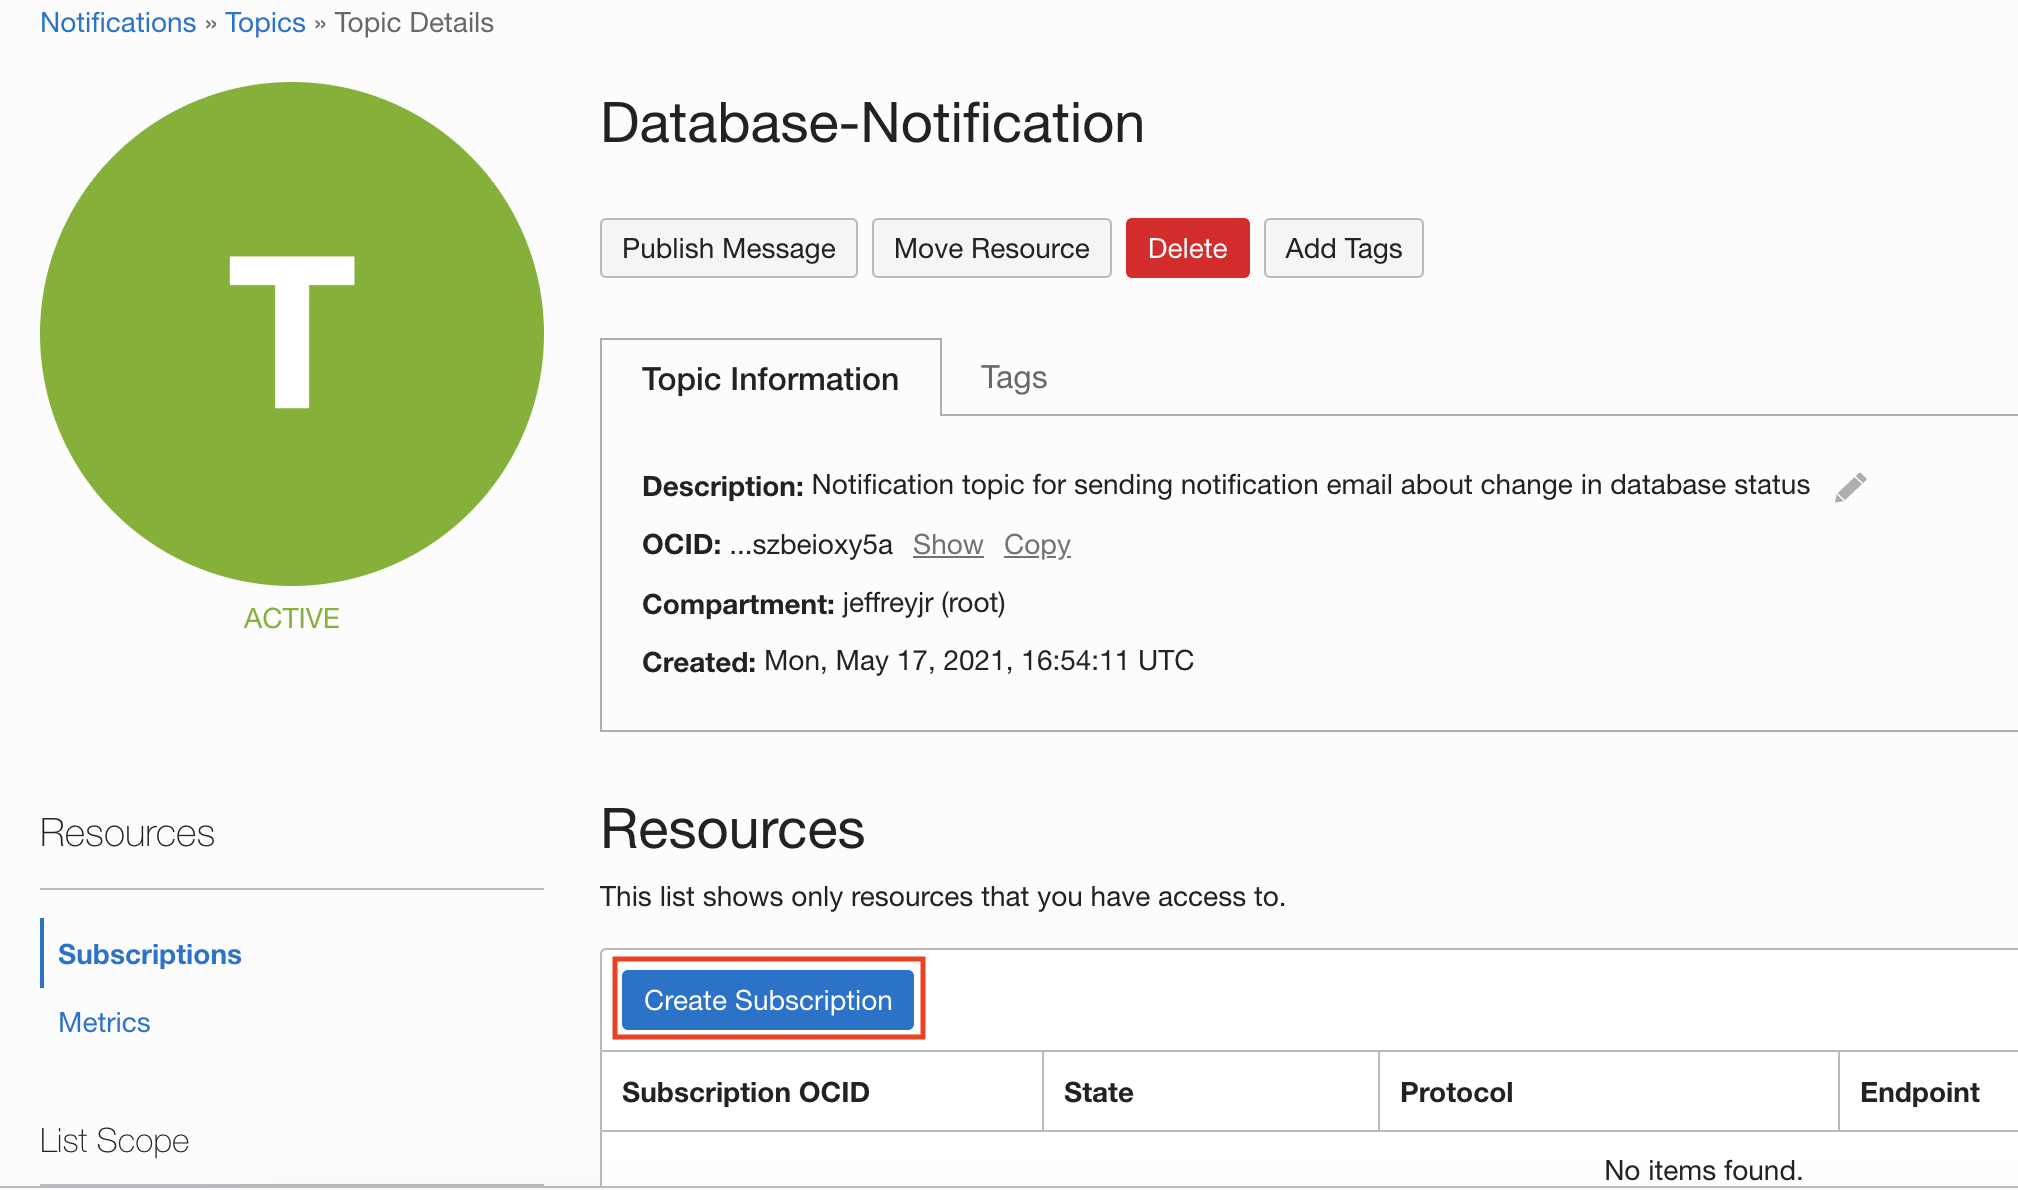 Notifications » Topics » Topic Details
T
ACTIVE
Database-Notification
Publish Message Move Resource Delete Add Tags
Topic Information Tags
Description: Notification topic for sending notification email about change in database status
OCID: ...szbeioxy5a Show Copy
Compartment: jeffreyjr (root)
Created: Mon, May 17, 2021, 16:54:11 UTC
Resources
Subscriptions
Metrics
List Scope
Resources
This list shows only resources that you have access to.
Create Subscription
Subscription OCID State Protocol Endpoint
No items found.